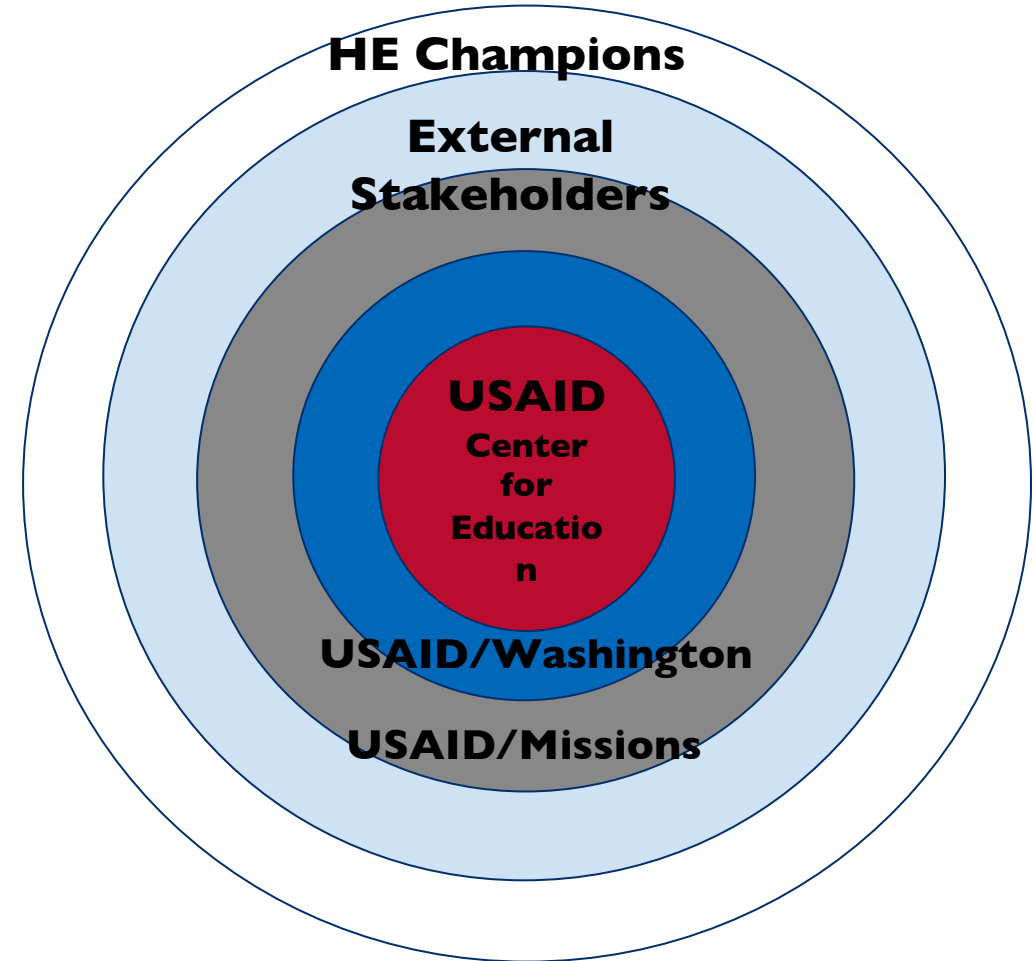 HE Champions
External
Stakeholders
USAID
Center
for
Educatio
n
USAID/Washington
USAID/Missions